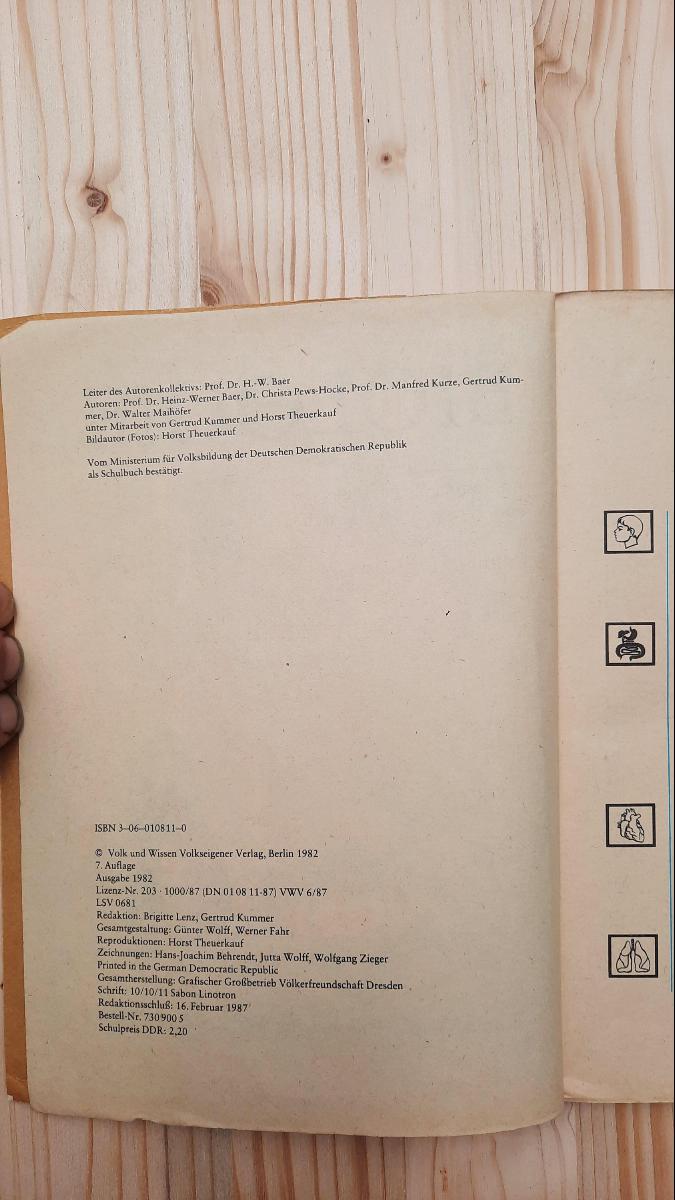 Leiter des Autorenkollektivs: Prof. Dr. H.-W. Baer
Autoren: Prof. Dr. Heinz-Werner Baer, Dr. Christa Pews-Hocke, Prof. Dr. Manfred Kurze, Gertrud Kum-
mer, Dr. Walter Maihöfer
unter Mitarbeit von Gertrud Kummer und Horst Theuerkauf
Bildautor (Fotos): Horst Theuerkauf
Vom Ministerium für Volksbildung der Deutschen Demokratischen Republik
als Schulbuch bestätigt.
ISBN 3–06–010811–0
© Volk und Wissen Volkseigener Verlag, Berlin 1982
7. Auflage
Ausgabe 1982
Lizenz-Nr. 203 · 1000/87 (DN 01 08 11-87) VWV 6/87
LSV 0681
Redaktion: Brigitte Lenz, Gertrud Kummer
Gesamtgestaltung: Günter Wolff, Werner Fahr
Reproduktionen: Horst Theuerkauf
Zeichnungen: Hans-Joachim Behrendt, Jutta Wolff, Wolfgang Zieger
Printed in the German Democratic Republic
Gesamtherstellung: Grafischer Großbetrieb Völkerfreundschaft Dresden
Schrift: 10/10/11 Sabon Linotron
Redaktionsschluß: 16. Februar 1987
Bestell-Nr. 730 900 5
Schulpreis DDR: 2,20